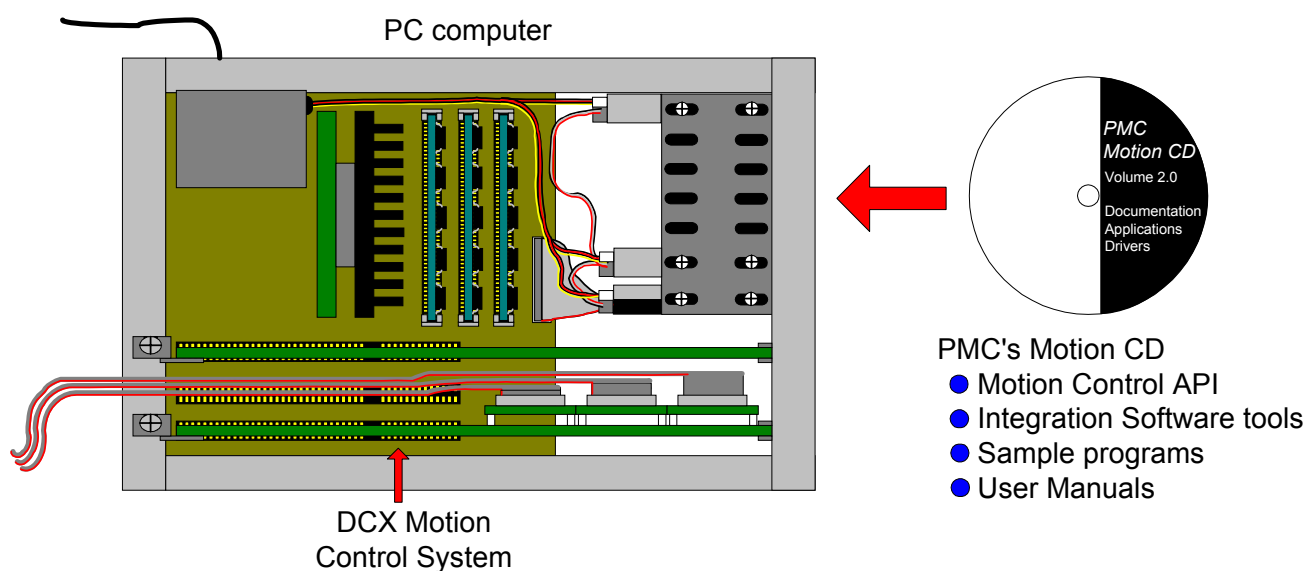 PC computer
PMC
Motion CD
Volume 2.0
Documentation
Applications
Drivers
PMC's Motion CD
Motion Control API
Integration Software tools
Sample programs
User Manuals
DCX Motion
Control System